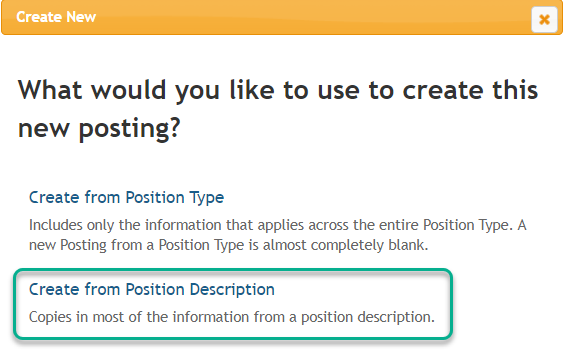 Create New
What would you like to use to create this
new posting?
Create from Position Type
Includes only the information that applies across the entire Position Type. A
new Posting from a Position Type is almost completely blank.
Create from Position Description
Copies in most of the information from a position description.